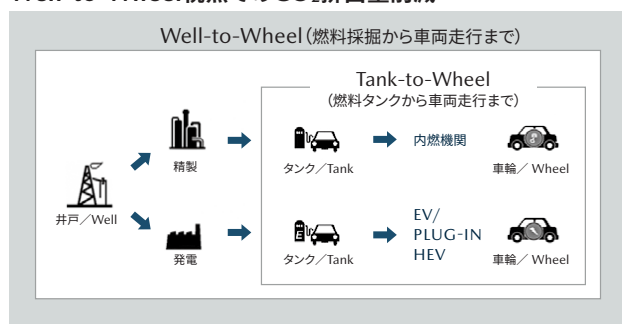 Well-to-Wheel(燃料採掘から車両走行まで)
Tank-to-Wheel
(燃料タンクから車両走行まで)
精製
タンク/Tank
内燃機関
車輪/ Wheel
井戸/Well
発電
E
タンク/Tank
EV/
PLUG-IN
HEV
車輪/ Wheel